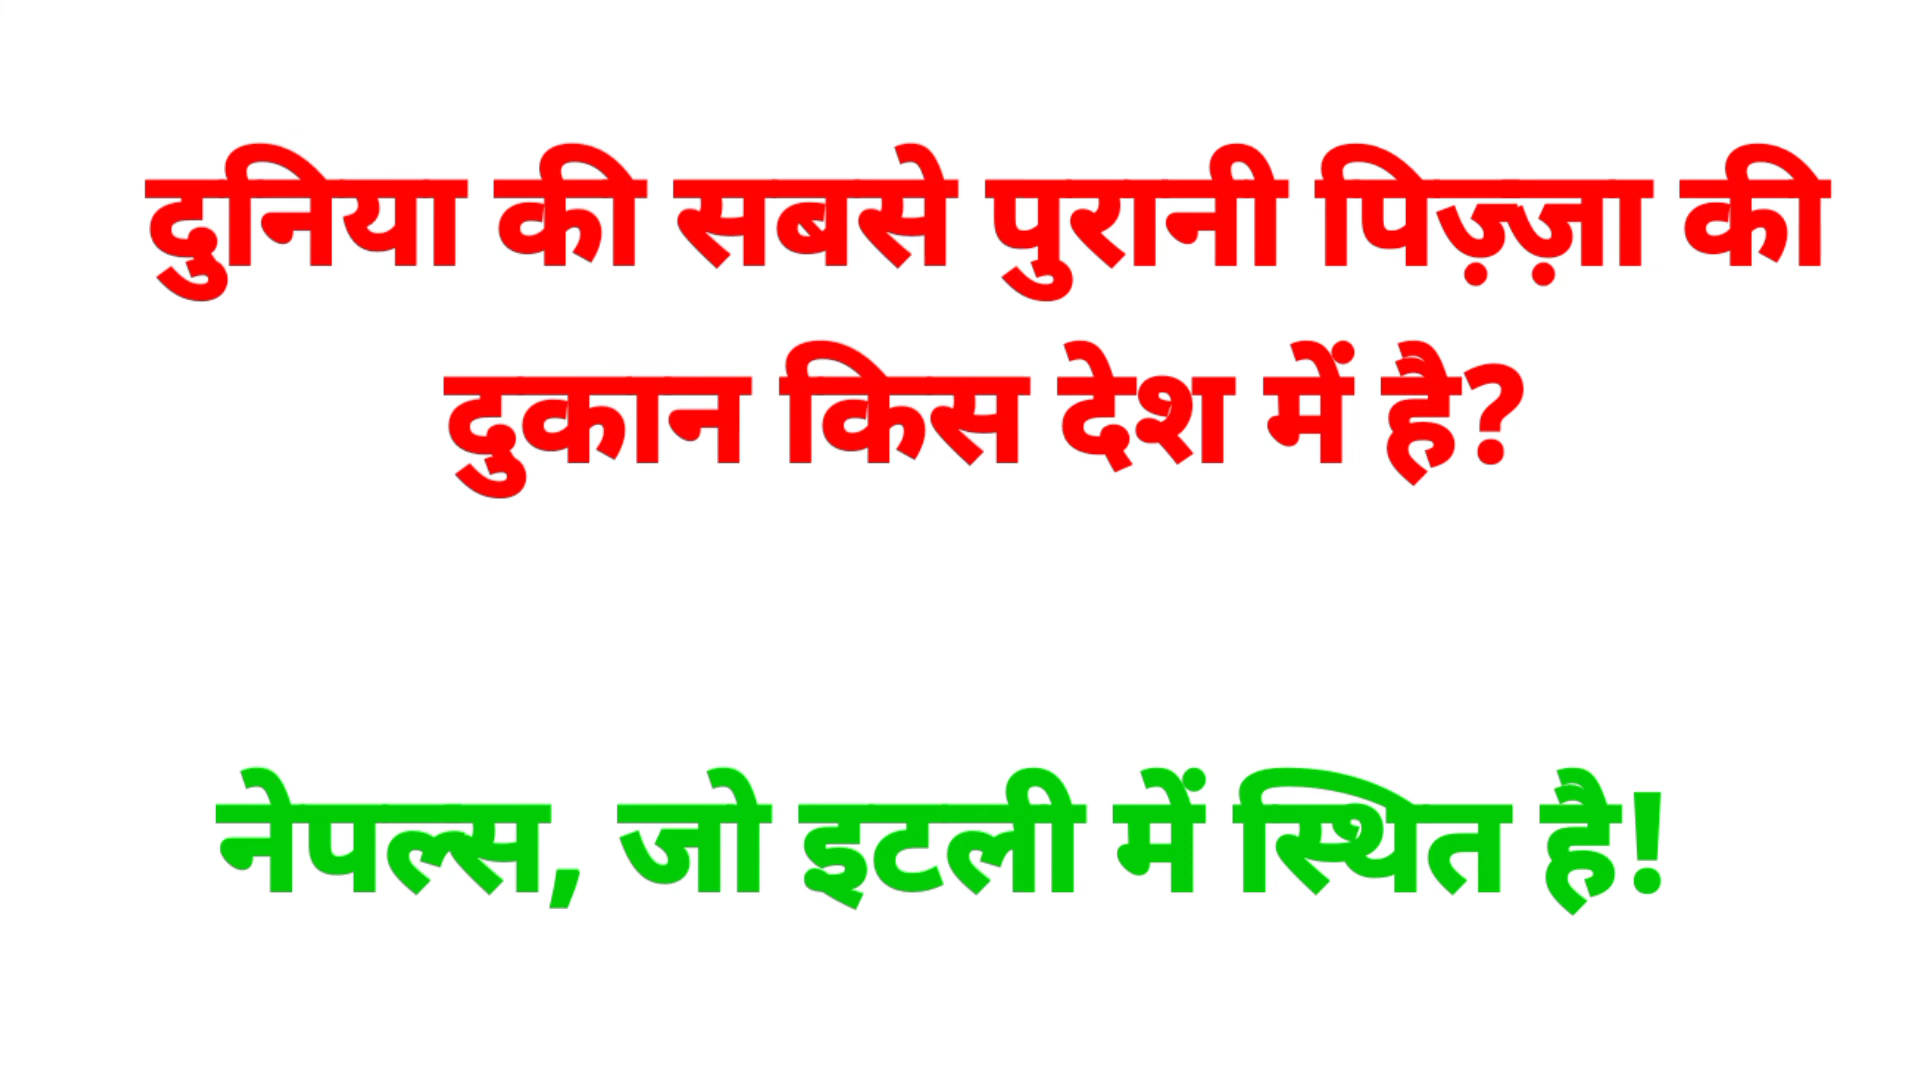 दुनिया की सबसे पुरानी पिज़्ज़ा की
दुकान किस देश में है?
नेपल्स, जो इटली में स्थित है!